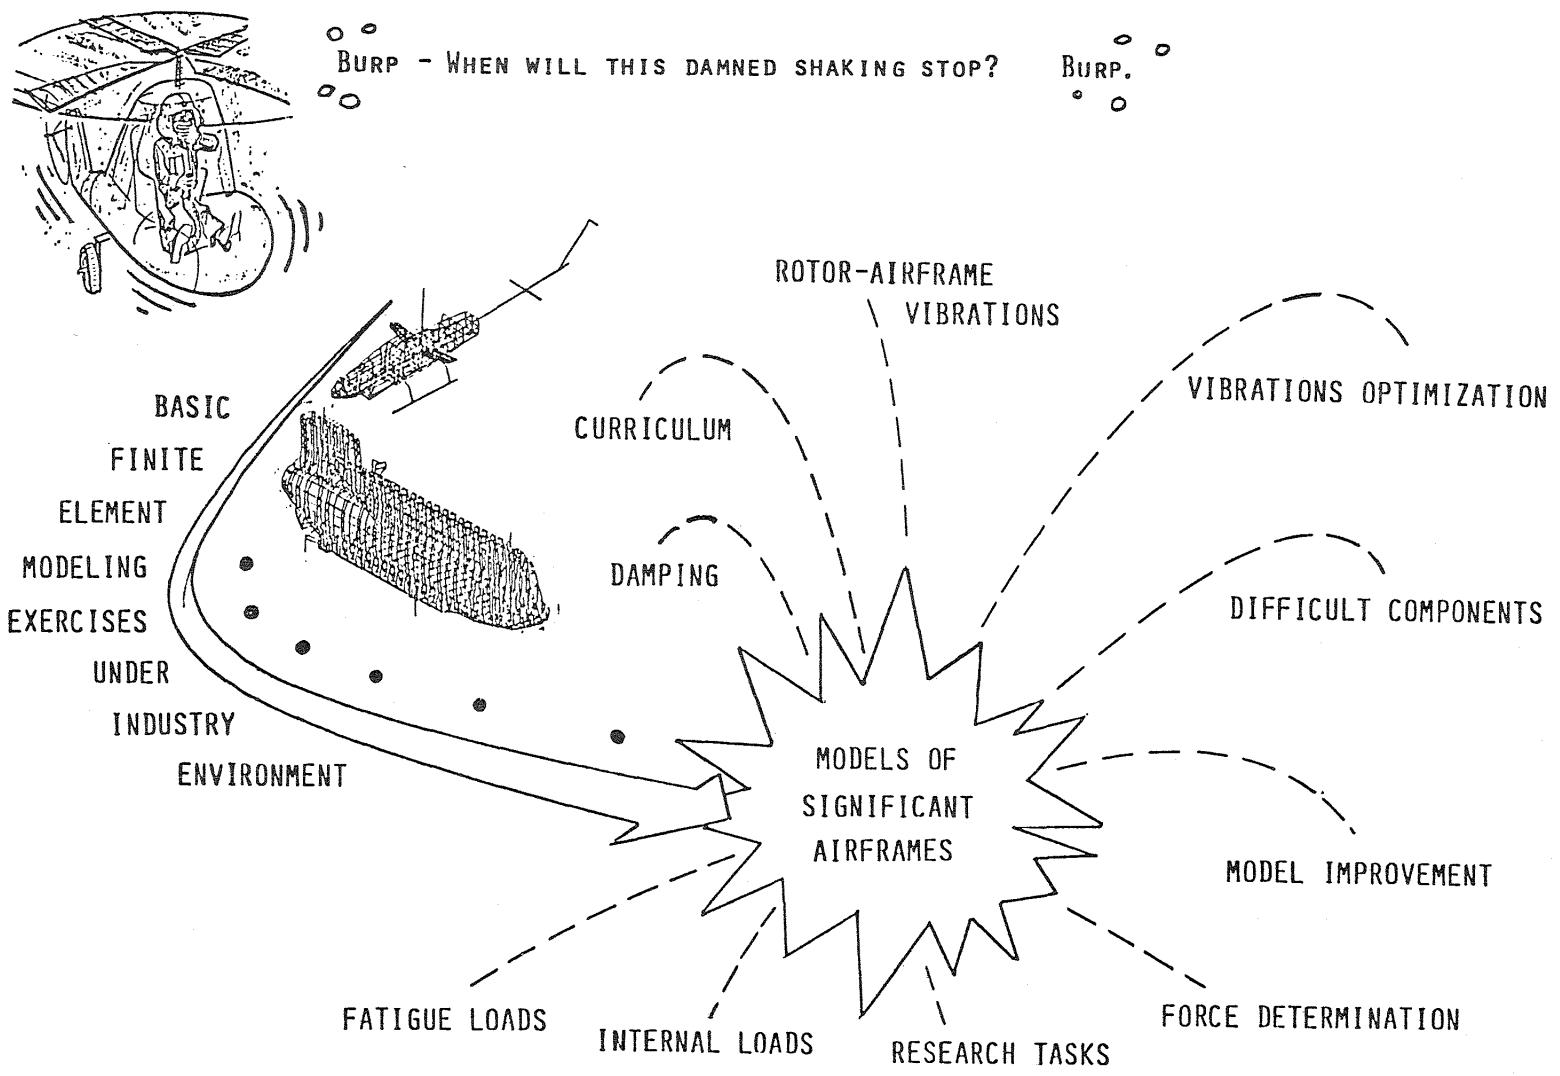 BURP - WHEN WILL THIS DAMNED SHAKING STOP? BURP.
ROTOR-AIRFRAME
VIBRATIONS
VIBRATIONS OPTIMIZATION
CURRICULUM
DAMPING
DIFFICULT COMPONENTS
BASIC
FINITE
ELEMENT
MODELING
EXERCISES
UNDER
INDUSTRY
ENVIRONMENT
MODELS OF
SIGNIFICANT
AIRFRAMES
MODEL IMPROVEMENT
FATIGUE LOADS
INTERNAL LOADS
RESEARCH TASKS
FORCE DETERMINATION